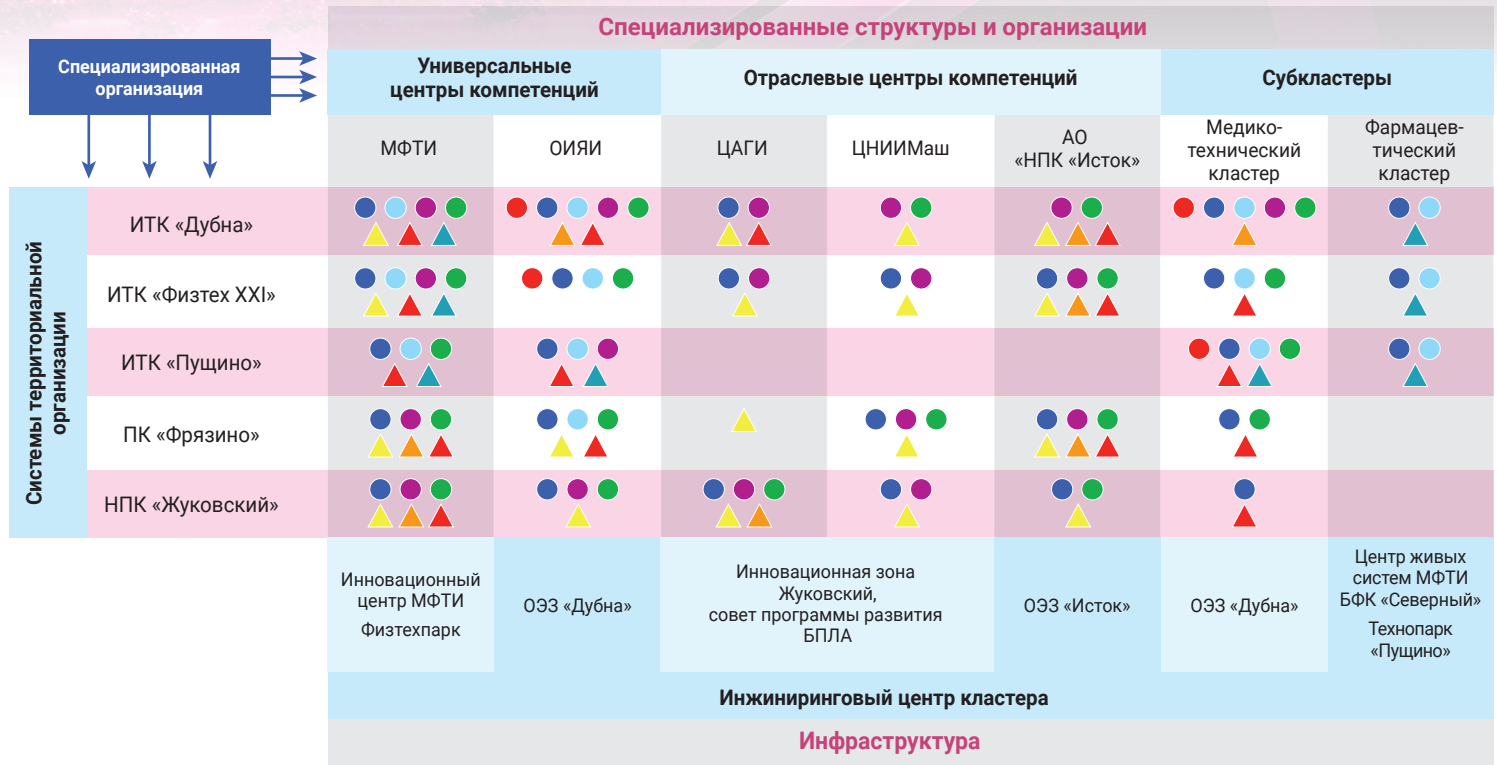 Специализированные структуры и организации
Специализированная
организация
Универсальные
центры компетенций
Отраслевые центры компетенций
Субкластеры
МФТИ
ОИЯИ
ЦАГИ
ЦНИИМаш
АО
«НПК «Исток»
Медико-
технический
кластер
Фармацев-
тический
кластер
Системы территориальной
организации
ИТК «Дубна»
ИТК «Физтех XXI»
ИТК «Пущино»
ПК «Фрязино»
НПК «Жуковский»
Инновационный
центр МФТИ
Физтехпарк
ОЭЗ «Дубна»
Инновационная зона
Жуковский,
совет программы развития
БПЛА
ОЭЗ «Исток»
ОЭЗ «Дубна»
Центр живых
систем МФТИ
БФК «Северный»
Технопарк
«Пущино»
Инжиниринговый центр кластера
Инфраструктура